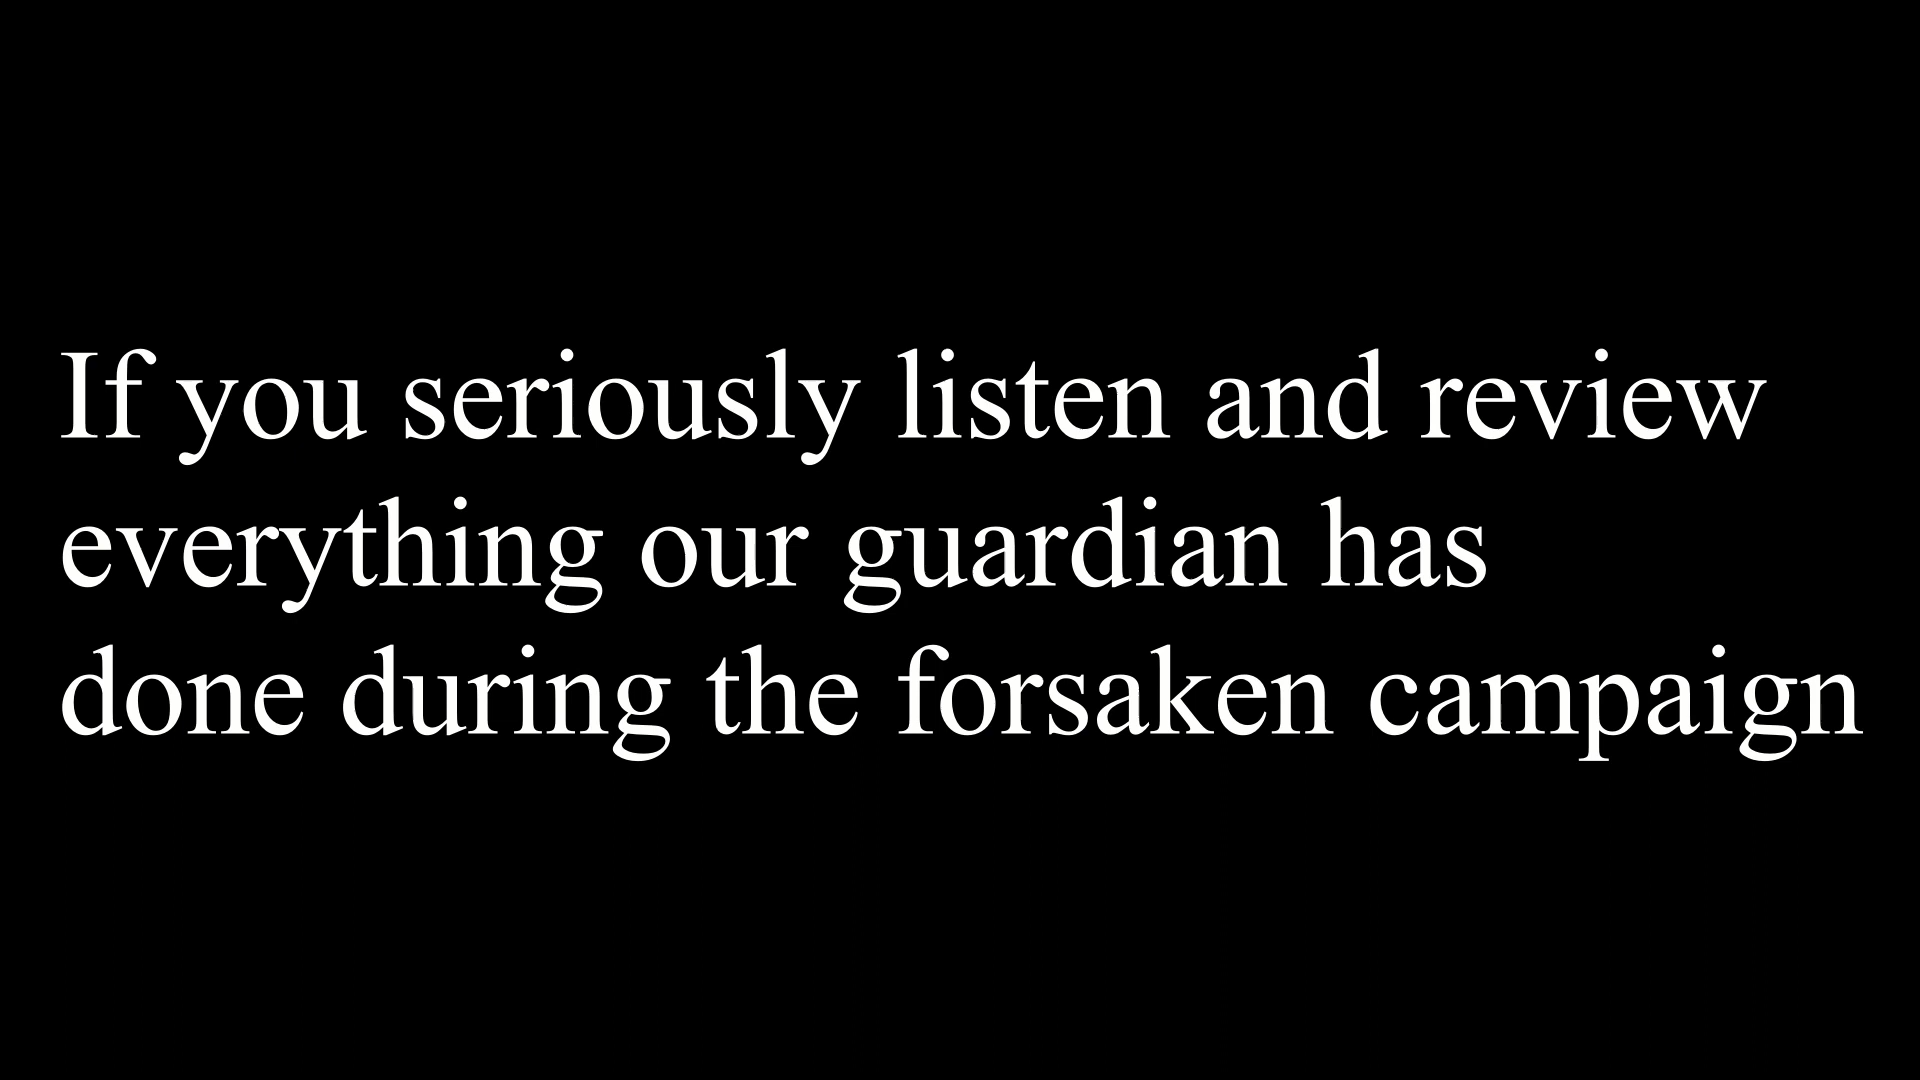 If you seriously listen and review
everything our guardian has
done during the forsaken campaign